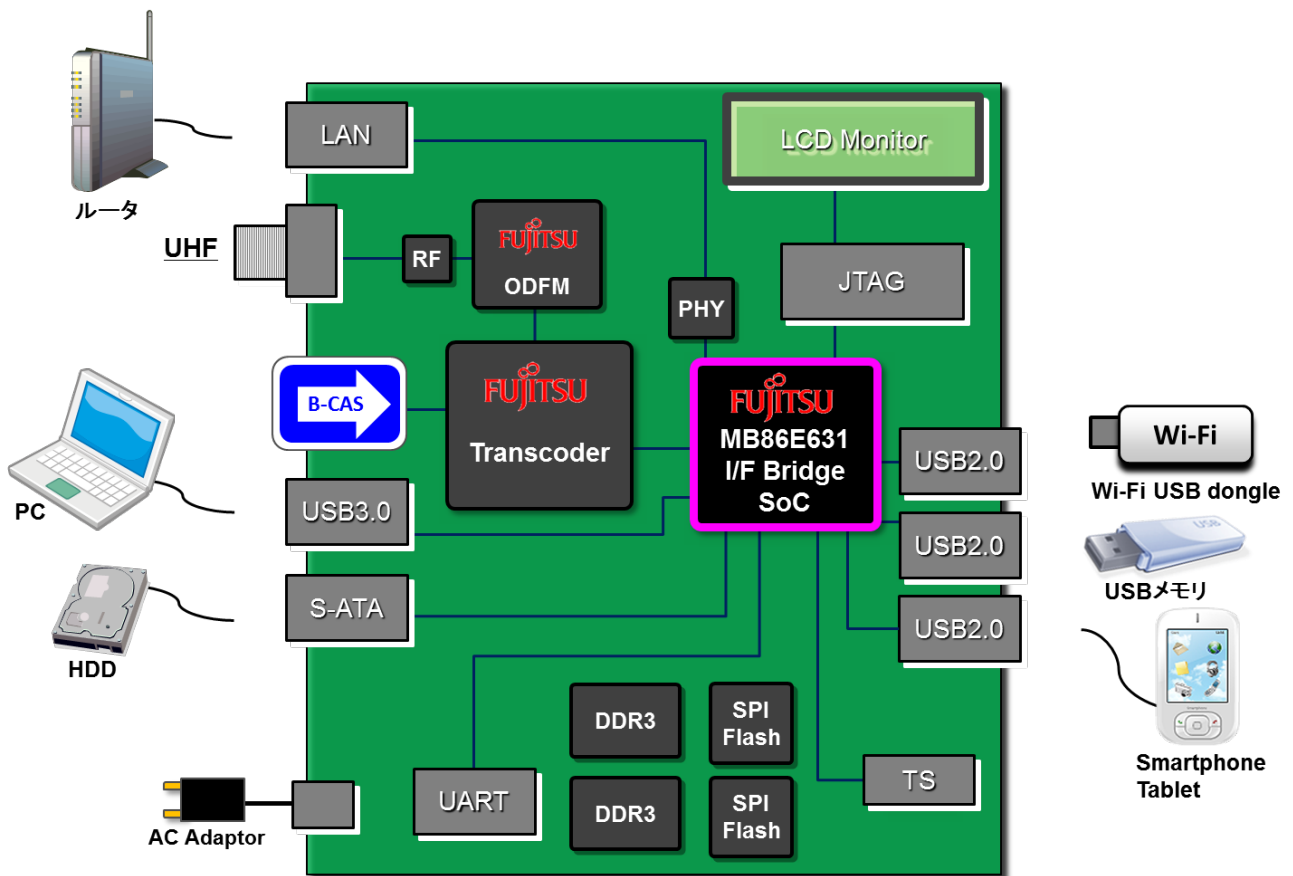 LAN
LCD Monitor
ルータ
UHF
RF
FUJITSU
ODFM
JTAG
PHY
B-CAS
FUJITSU
Transcoder
FUJITSU
MB86E631
I/F Bridge
SoC
USB2.0
Wi-Fi
Wi-Fi USB dongle
PC
USB3.0
USB2.0
USB
USBメモリ
S-ATA
USB2.0
HDD
DDR3
SPI
Flash
Smartphone
Tablet
TS
AC Adaptor
UART
DDR3
SPI
Flash